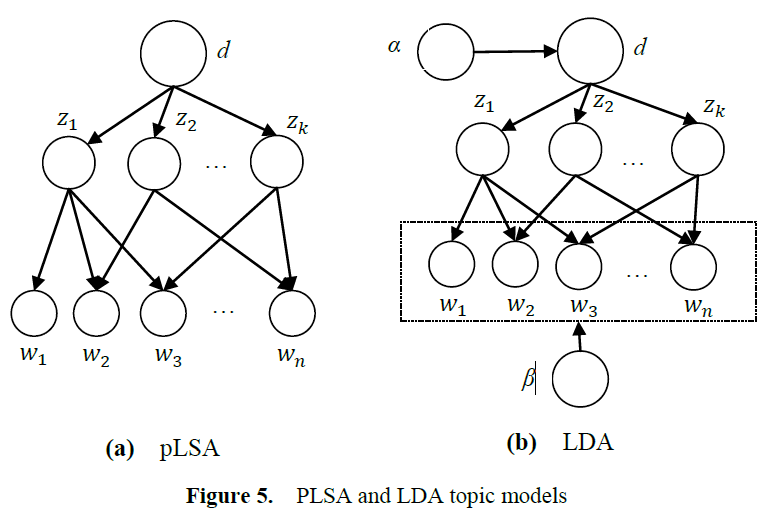 d
z₁ z₂ zₖ
...
w₁ w₂ w₃ ... wₙ
(a) pLSA
α d
z₁ z₂ zₖ
...
...
w₁ w₂ w₃ wₙ
β
(b) LDA
Figure 5. PLSA and LDA topic models